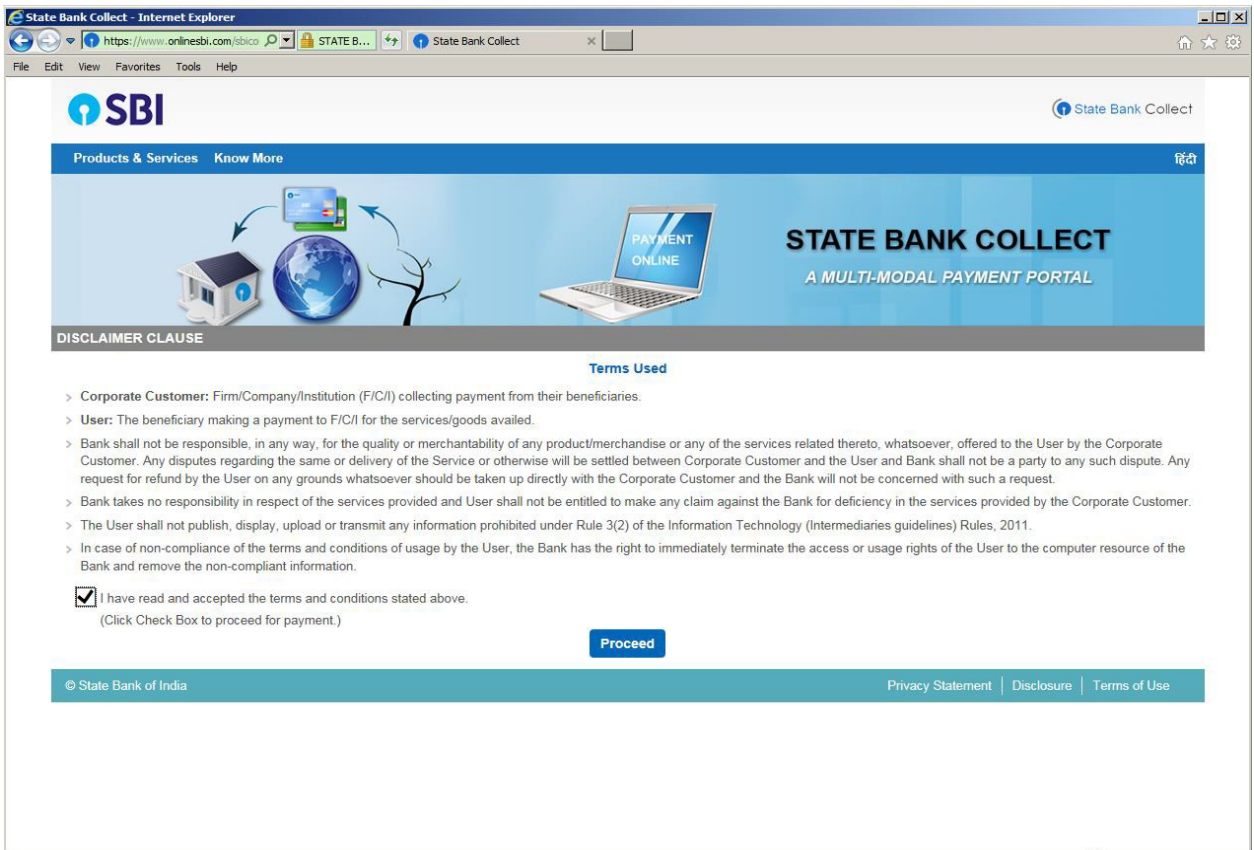 State Bank Collect - Internet Explorer
https://www.onlinesbi.com/sbico
STATE B...
State Bank Collect
File Edit View Favorites Tools Help
SBI
State Bank Collect
Products & Services Know More हिंदी
PAYMENT
ONLINE
STATE BANK COLLECT
A MULTI-MODAL PAYMENT PORTAL
DISCLAIMER CLAUSE
Terms Used
Corporate Customer: Firm/Company/Institution (F/C/I) collecting payment from their beneficiaries.
User: The beneficiary making a payment to F/C/I for the services/goods availed.
Bank shall not be responsible, in any way, for the quality or merchantability of any product/merchandise or any of the services related thereto, whatsoever, offered to the User by the Corporate
Customer. Any disputes regarding the same or delivery of the Service or otherwise will be settled between Corporate Customer and the User and Bank shall not be a party to any such dispute. Any
request for refund by the User on any grounds whatsoever should be taken up directly with the Corporate Customer and the Bank will not be concerned with such a request.
Bank takes no responsibility in respect of the services provided and User shall not be entitled to make any claim against the Bank for deficiency in the services provided by the Corporate Customer.
The User shall not publish, display, upload or transmit any information prohibited under Rule 3(2) of the Information Technology (Intermediaries guidelines) Rules, 2011.
In case of non-compliance of the terms and conditions of usage by the User, the Bank has the right to immediately terminate the access or usage rights of the User to the computer resource of the
Bank and remove the non-compliant information.
I have read and accepted the terms and conditions stated above.
(Click Check Box to proceed for payment.)
Proceed
© State Bank of India Privacy Statement | Disclosure | Terms of Use